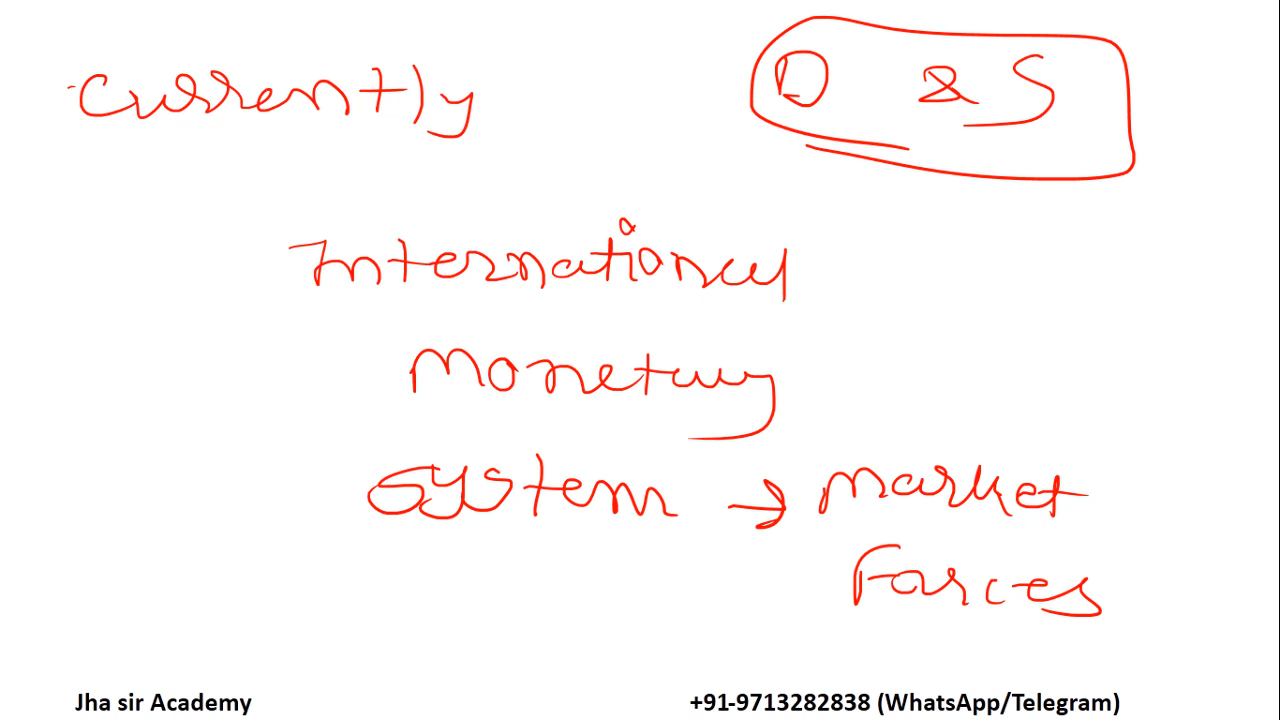 Currently D & S
International
Monetary
System → market
Forces
Jha sir Academy +91-9713282838 (WhatsApp/Telegram)